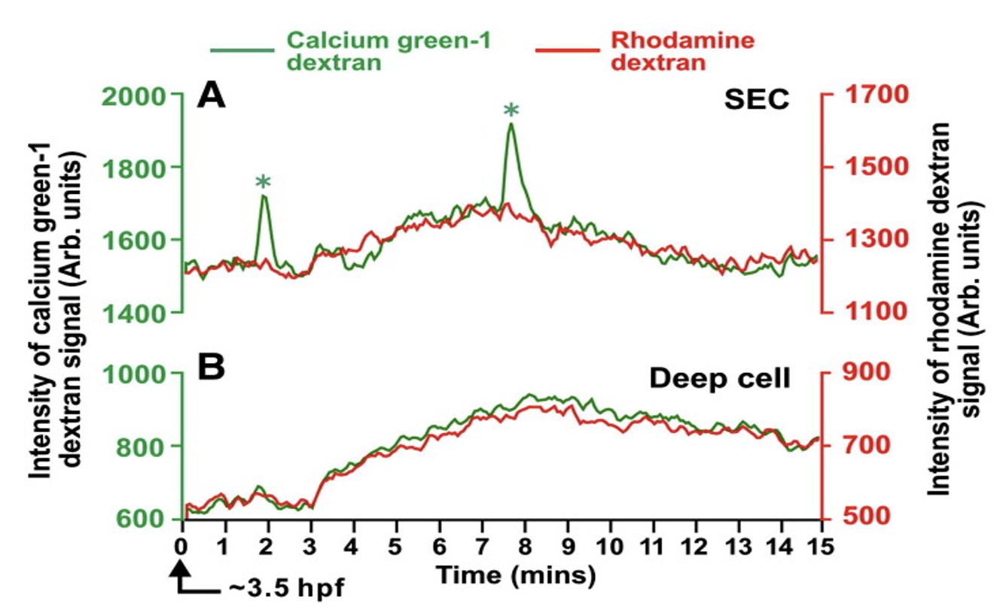 Calcium green-1
dextran
Rhodamine
dextran
A
SEC
*
*
2000
1800
1600
1400
1700
1500
1300
1100
B
Deep cell
1000
800
600
900
700
500
Intensity of calcium green-1
dextran signal (Arb. units)
Intensity of rhodamine dextran
signal (Arb. units)
0 1 2 3 4 5 6 7 8 9 10 11 12 13 14 15
Time (mins)
~3.5 hpf